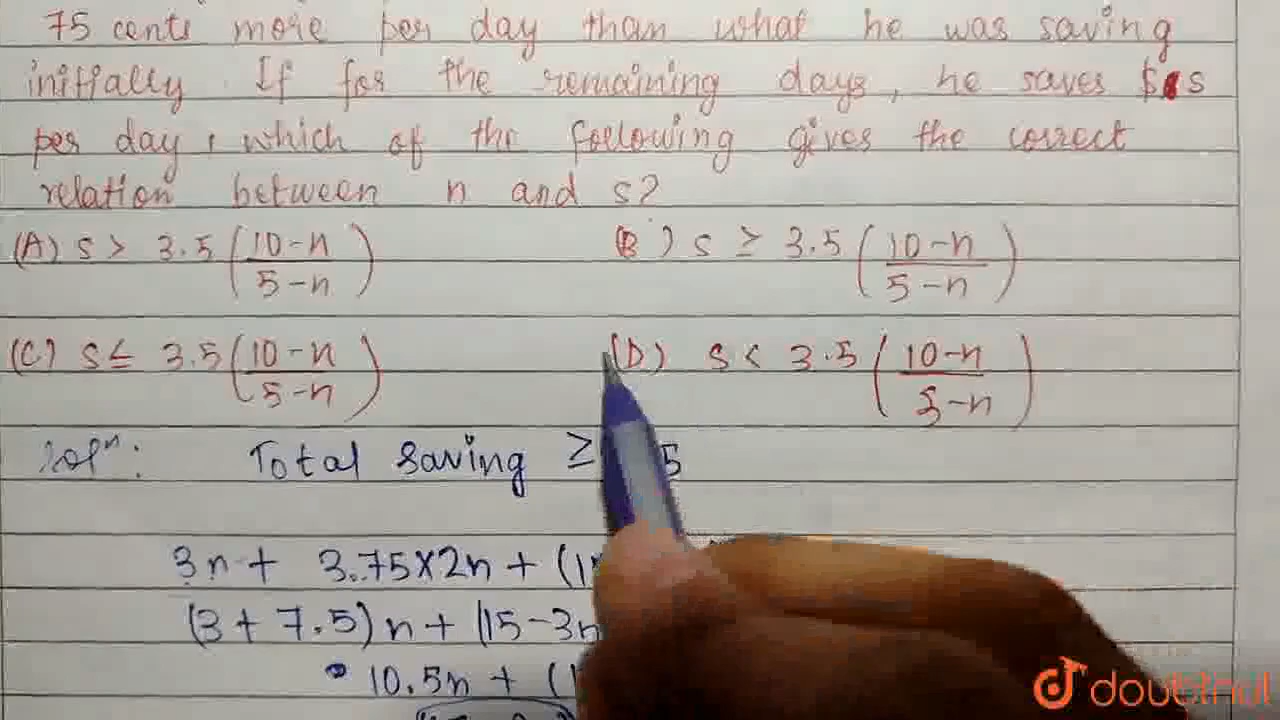 75 cents more per day than what he was saving
initially. If for the remaining days, he saves $ s
per day, which of the following gives the correct
relation between n and s?
(A) s > 3.5 (10-n / 5-n)
(B) s ≥ 3.5 (10-n / 5-n)
(C) s ≤ 3.5 (10-n / 5-n)
(D) s < 3.5 (10-n / 5-n)
Solⁿ: Total saving ≥ 5
3n + 3.75×2n + (1
(3 + 7.5)n + (15-3n
10.5n + (1
doubtnut